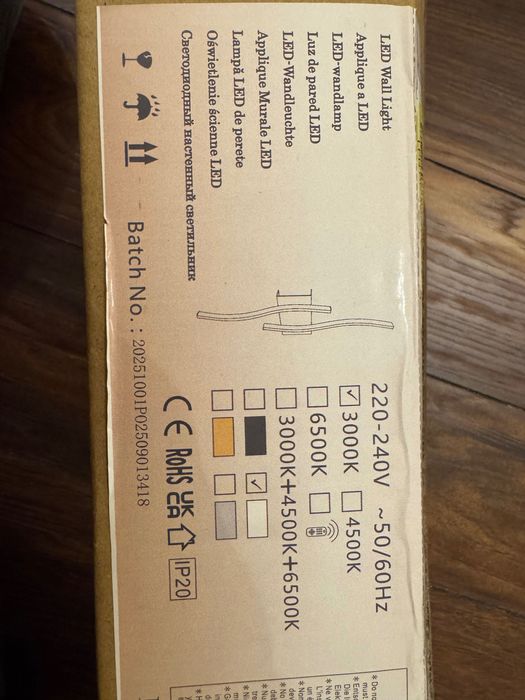 LED Wall Light
Applique a LED
LED-wandlamp
Luz de pared LED
LED-Wandleuchte
Applique Murale LED
Lampă LED de perete
Oświetlenie ścienne LED
Светодиодный настенный светильник
Batch No.: 20251001P02509013418
220-240V ~50/60Hz
3000K 4500K
6500K
3000K+4500K+6500K
CE RoHS UK CA IP20